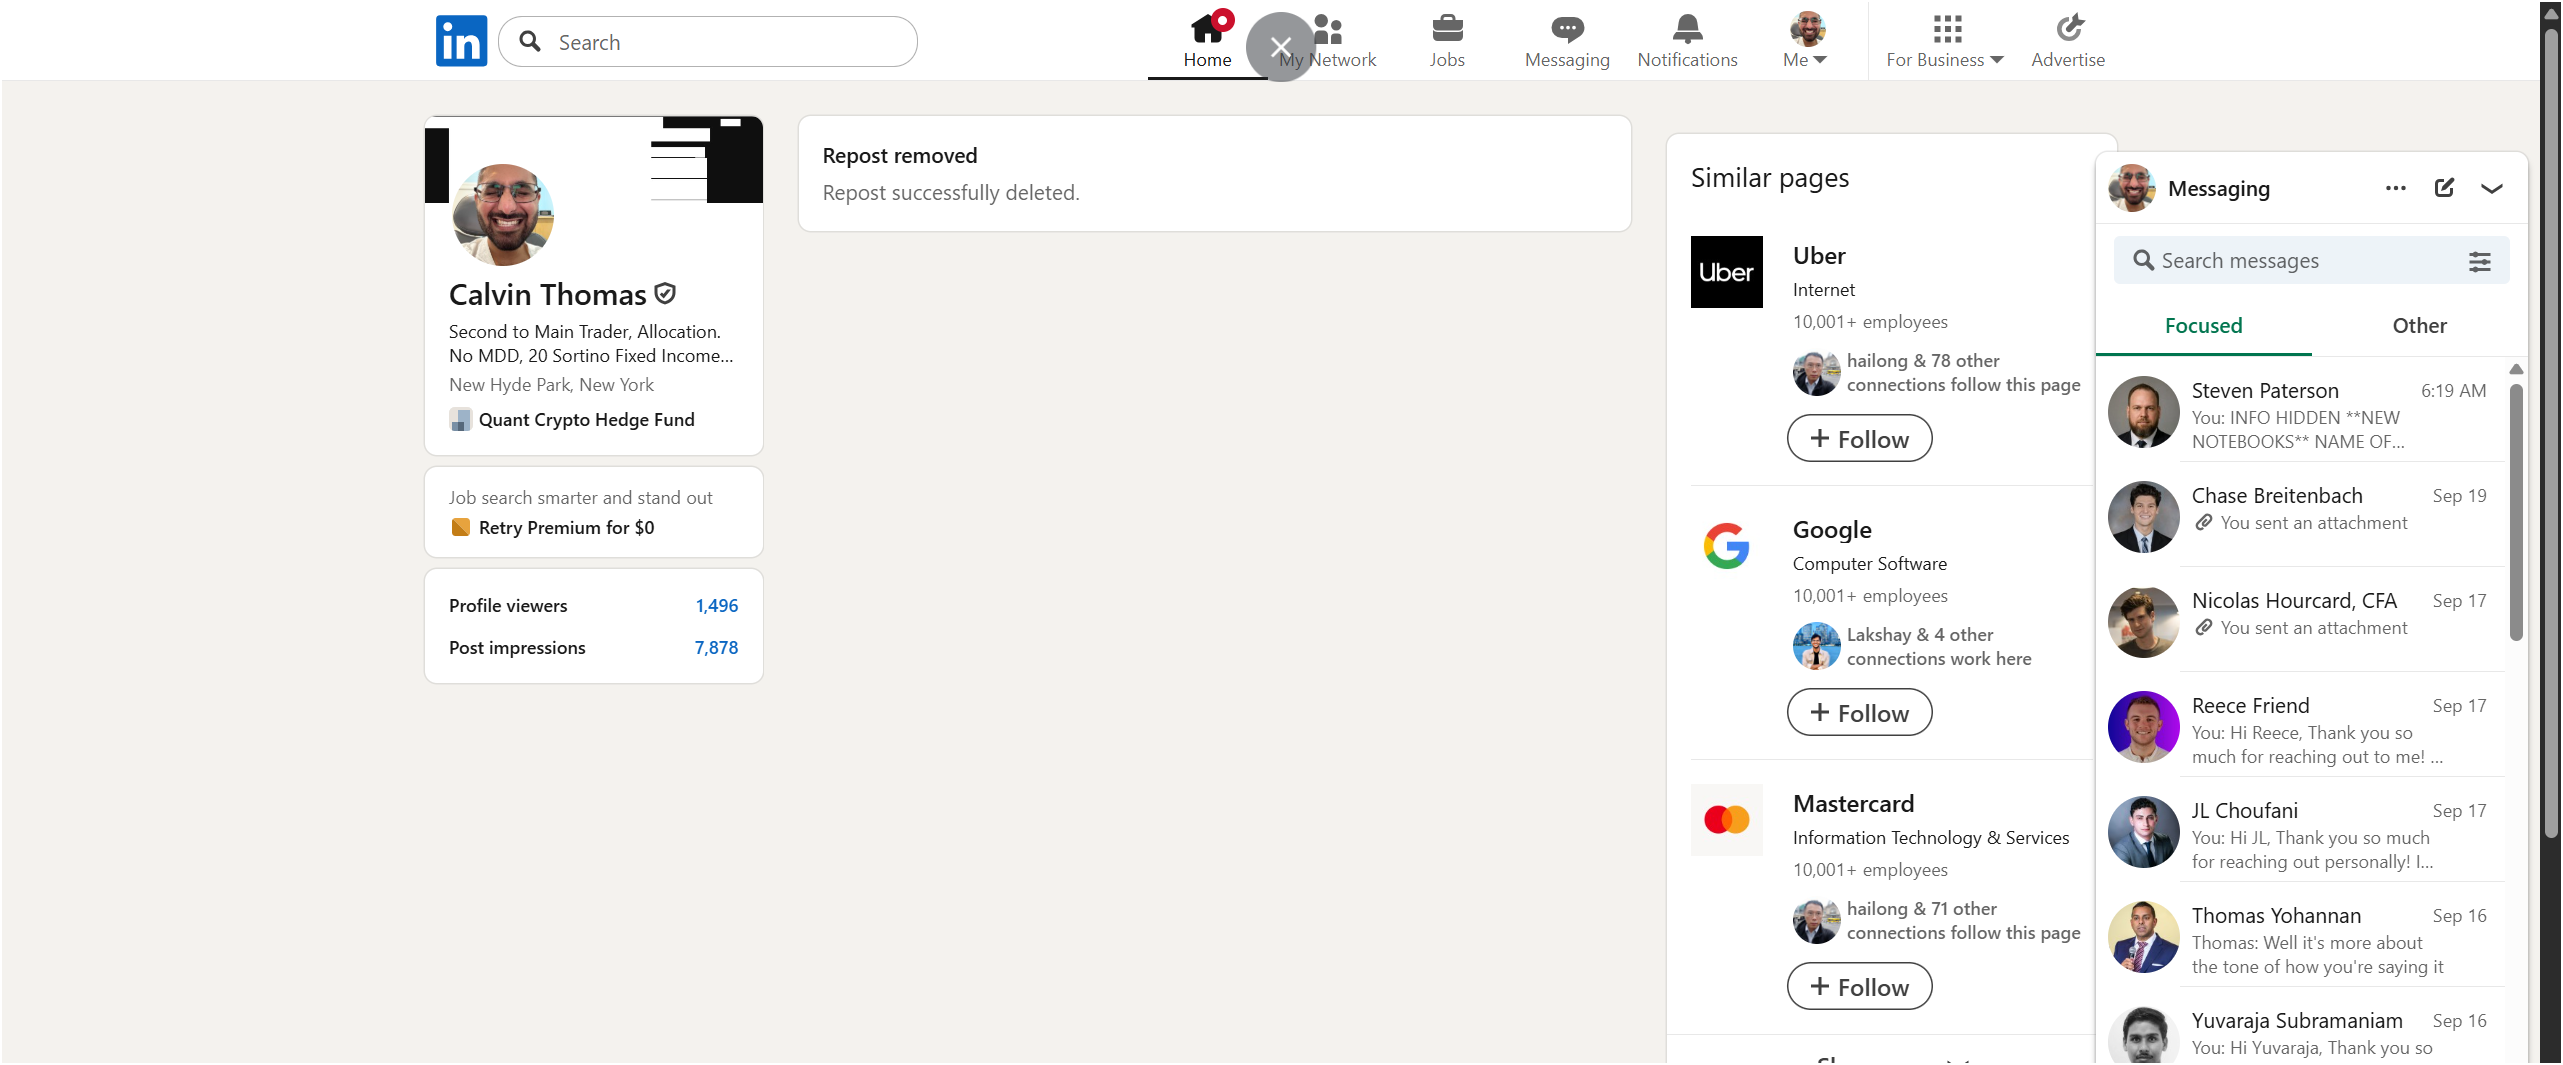 in
Search
Home
My Network
Jobs
Messaging
Notifications
Me
For Business
Advertise
Calvin Thomas
Second to Main Trader, Allocation.
No MDD, 20 Sortino Fixed Income...
New Hyde Park, New York
Quant Crypto Hedge Fund
Job search smarter and stand out
Retry Premium for $0
Profile viewers 1,496
Post impressions 7,878
Repost removed
Repost successfully deleted.
Similar pages
Uber
Uber
Internet
10,001+ employees
hailong & 78 other
connections follow this page
+ Follow
Google
Computer Software
10,001+ employees
Lakshay & 4 other
connections work here
+ Follow
Mastercard
Information Technology & Services
10,001+ employees
hailong & 71 other
connections follow this page
+ Follow
Messaging
Search messages
Focused
Other
Steven Paterson 6:19 AM
You: INFO HIDDEN **NEW
NOTEBOOKS** NAME OF...
Chase Breitenbach Sep 19
You sent an attachment
Nicolas Hourcard, CFA Sep 17
You sent an attachment
Reece Friend Sep 17
You: Hi Reece, Thank you so
much for reaching out to me! ...
JL Choufani Sep 17
You: Hi JL, Thank you so much
for reaching out personally! I...
Thomas Yohannan Sep 16
Thomas: Well it's more about
the tone of how you're saying it
Yuvaraja Subramaniam Sep 16
You: Hi Yuvaraja, Thank you so